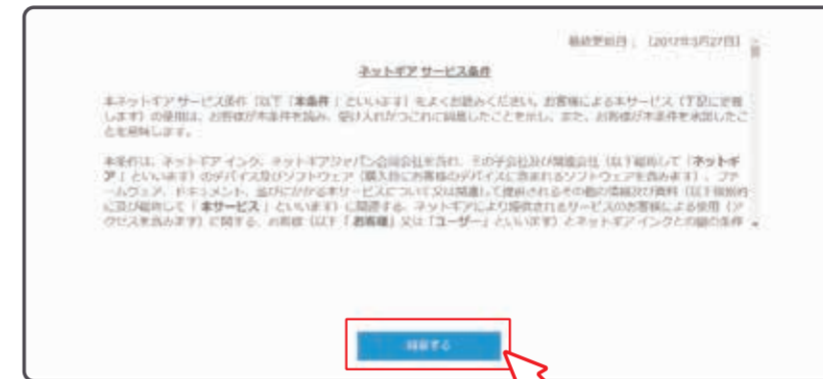 最終更新日：[2017年3月27日]
ネットギア サービス条件
本ネットギア サービス条件（以下「本条件」といいます）をよくお読みください。お客様による本サービス（下記に定義
します）の使用は、お客様が本条件を読み、受け入れかつこれに同意したことを示し、また、お客様が本条件を承認したこ
とを意味します。
本条件は、ネットギア インク、ネットギアジャパン合同会社を含む、その子会社及び関連会社（以下総称して「ネットギ
ア」といいます）のデバイス及びソフトウェア（購入時にお客様のデバイスに含まれるソフトウェアを含みます）、ファ
ームウェア、ドキュメント、並びにかかる本サービスについて又は関連して提供されるその他の情報及び資料（以下個別的
に及び総称して「本サービス」といいます）に関連する、ネットギアにより提供されるサービスのお客様による使用（ア
クセスを含みます）に関する、お客様（以下「お客様」又は「ユーザー」といいます）とネットギア インクとの間の条件
同意する